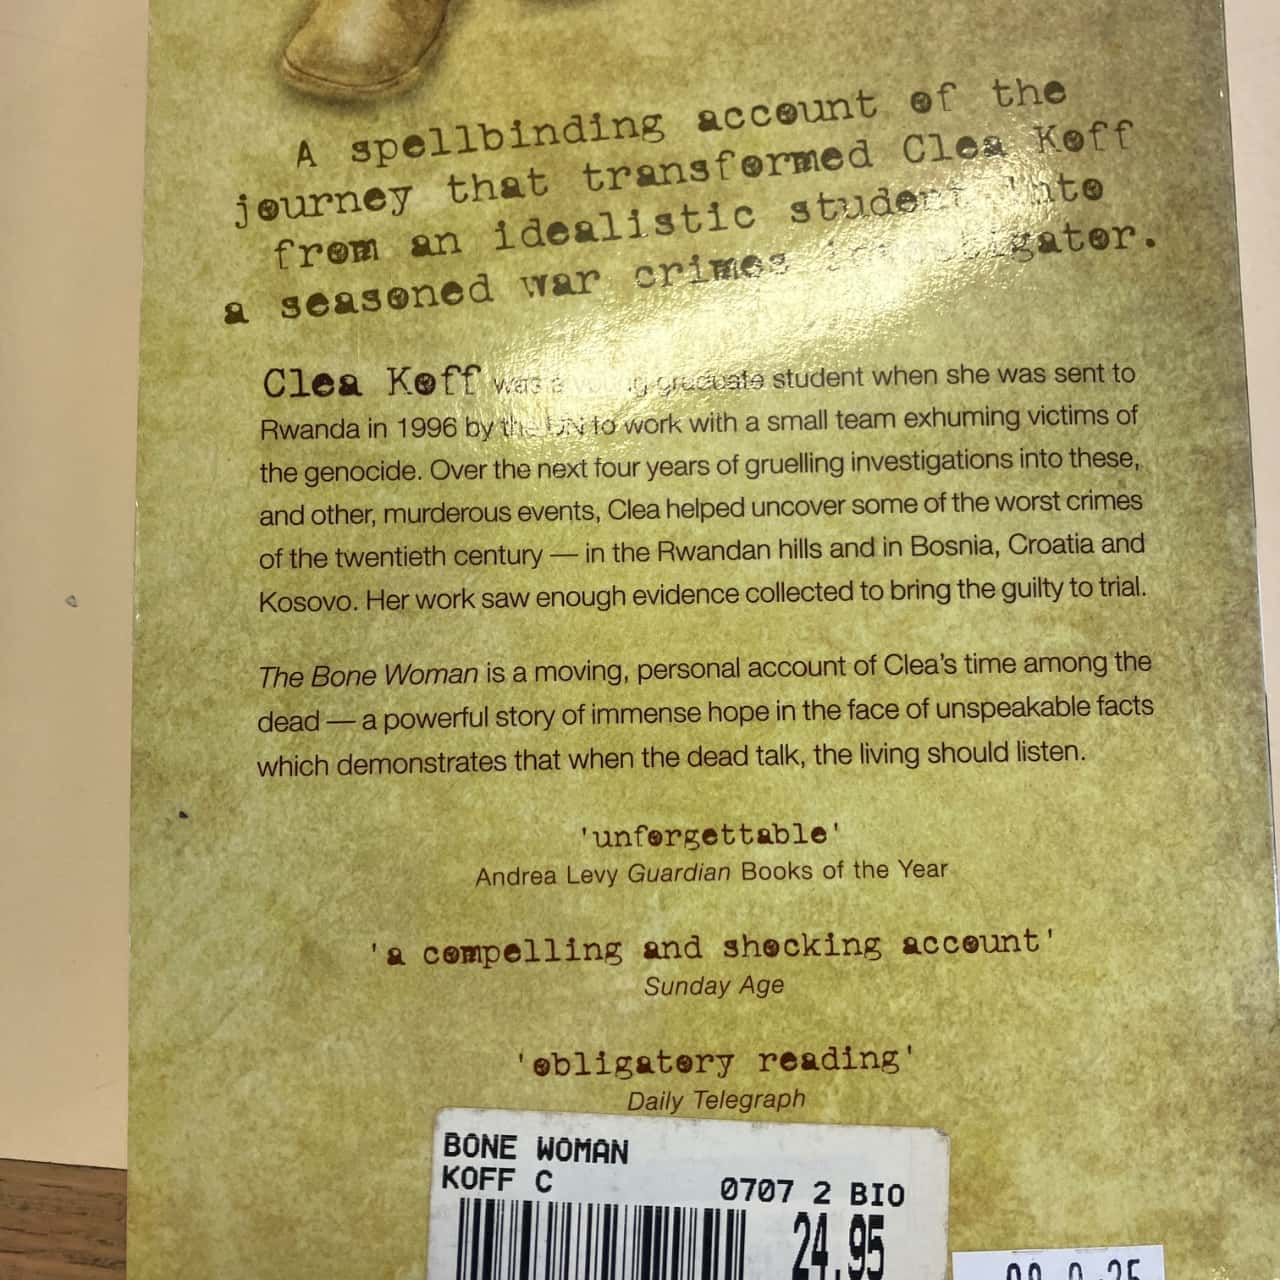 A spellbinding account of the
journey that transformed Clea Koff
from an idealistic student into
a seasoned war crimes investigator.
Clea Koff was a young graduate student when she was sent to
Rwanda in 1996 by the UN to work with a small team exhuming victims of
the genocide. Over the next four years of gruelling investigations into these,
and other, murderous events, Clea helped uncover some of the worst crimes
of the twentieth century — in the Rwandan hills and in Bosnia, Croatia and
Kosovo. Her work saw enough evidence collected to bring the guilty to trial.
The Bone Woman is a moving, personal account of Clea's time among the
dead — a powerful story of immense hope in the face of unspeakable facts
which demonstrates that when the dead talk, the living should listen.
'unforgettable'
Andrea Levy Guardian Books of the Year
'a compelling and shocking account'
Sunday Age
'obligatory reading'
Daily Telegraph
BONE WOMAN
KOFF C
0707 2 BIO
24.95